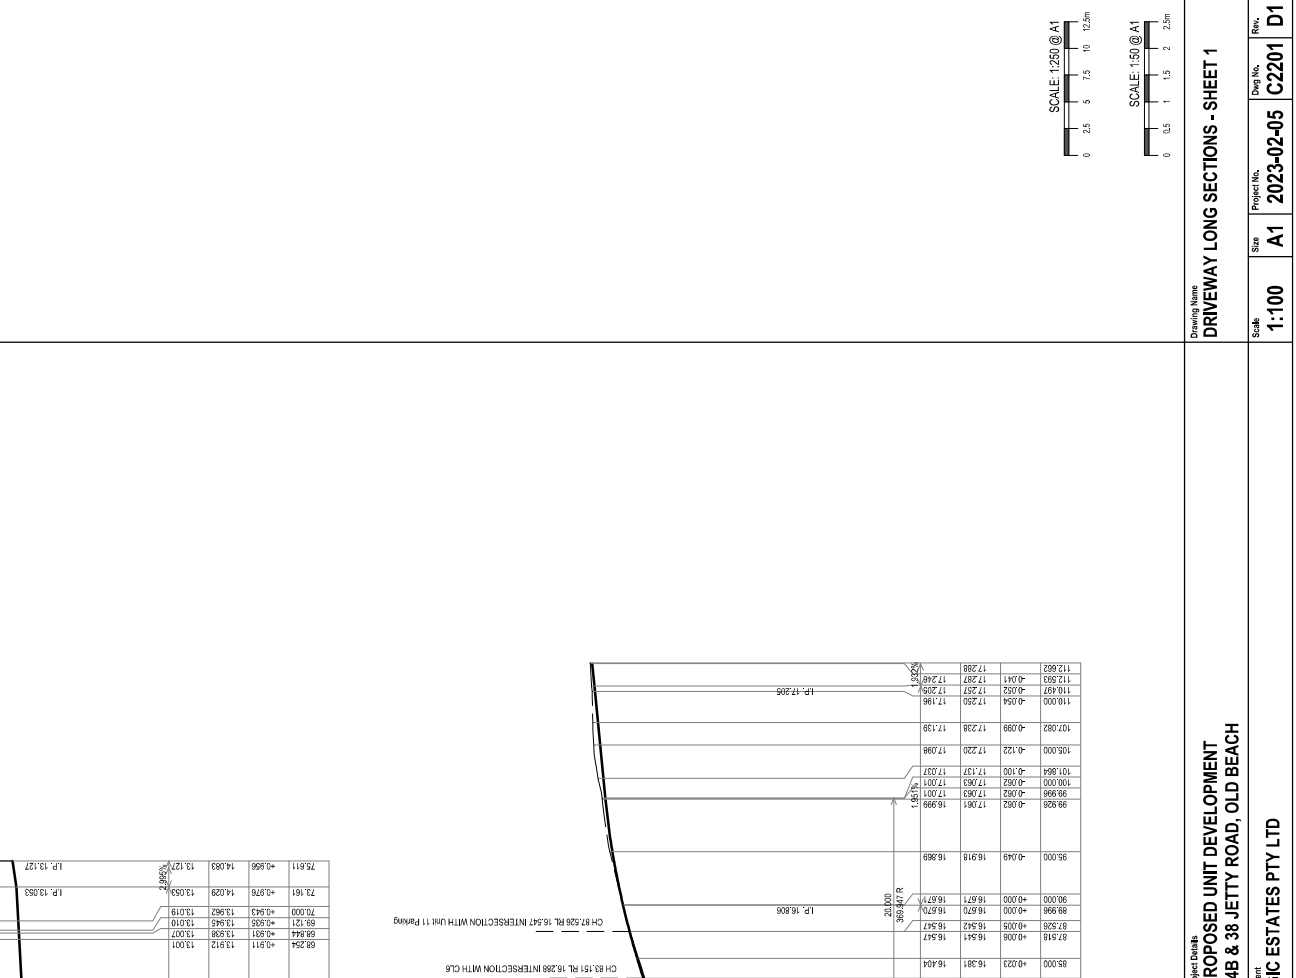 SCALE: 1:250 @ A1
0 2.5 5 7.5 10 12.5m
SCALE: 1:50 @ A1
0 0.5 1 1.5 2 2.5m
Drawing Name
DRIVEWAY LONG SECTIONS - SHEET 1
Scale
1:100
Size
A1
Project No.
2023-02-05
Dwg No.
C2201
Rev.
D1
ject Details
ROPOSED UNIT DEVELOPMENT
4B & 38 JETTY ROAD, OLD BEACH
ent
IC ESTATES PTY LTD
I.P. 13.127
I.P. 13.053
2.995%
13.127 14.083 +0.956 75.611
13.053 14.029 +0.976 73.161
13.019 13.962 +0.943 70.000
13.010 13.945 +0.935 69.121
13.007 13.938 +0.931 68.844
13.001 13.912 +0.911 68.254
CH 87.526 RL 16.547 INTERSECTION WITH Unit 11 Parking
CH 83.151 RL 16.288 INTERSECTION WITH CL6
I.P. 17.205
I.P. 16.806
1.932%
1.951%
20.000
369.947 R
17.288 112.662
17.246 17.287 -0.041 112.593
17.205 17.257 -0.052 110.497
17.196 17.250 -0.054 110.000
17.139 17.238 -0.099 107.082
17.098 17.220 -0.122 105.000
17.037 17.137 -0.100 101.864
17.001 17.063 -0.062 100.000
17.001 17.063 -0.062 99.996
16.999 17.061 -0.062 99.926
16.869 16.918 -0.049 95.000
16.671 16.671 +0.000 90.000
16.670 16.670 +0.000 89.996
16.547 16.542 +0.005 87.526
16.547 16.541 +0.006 87.518
16.404 16.381 +0.023 85.000